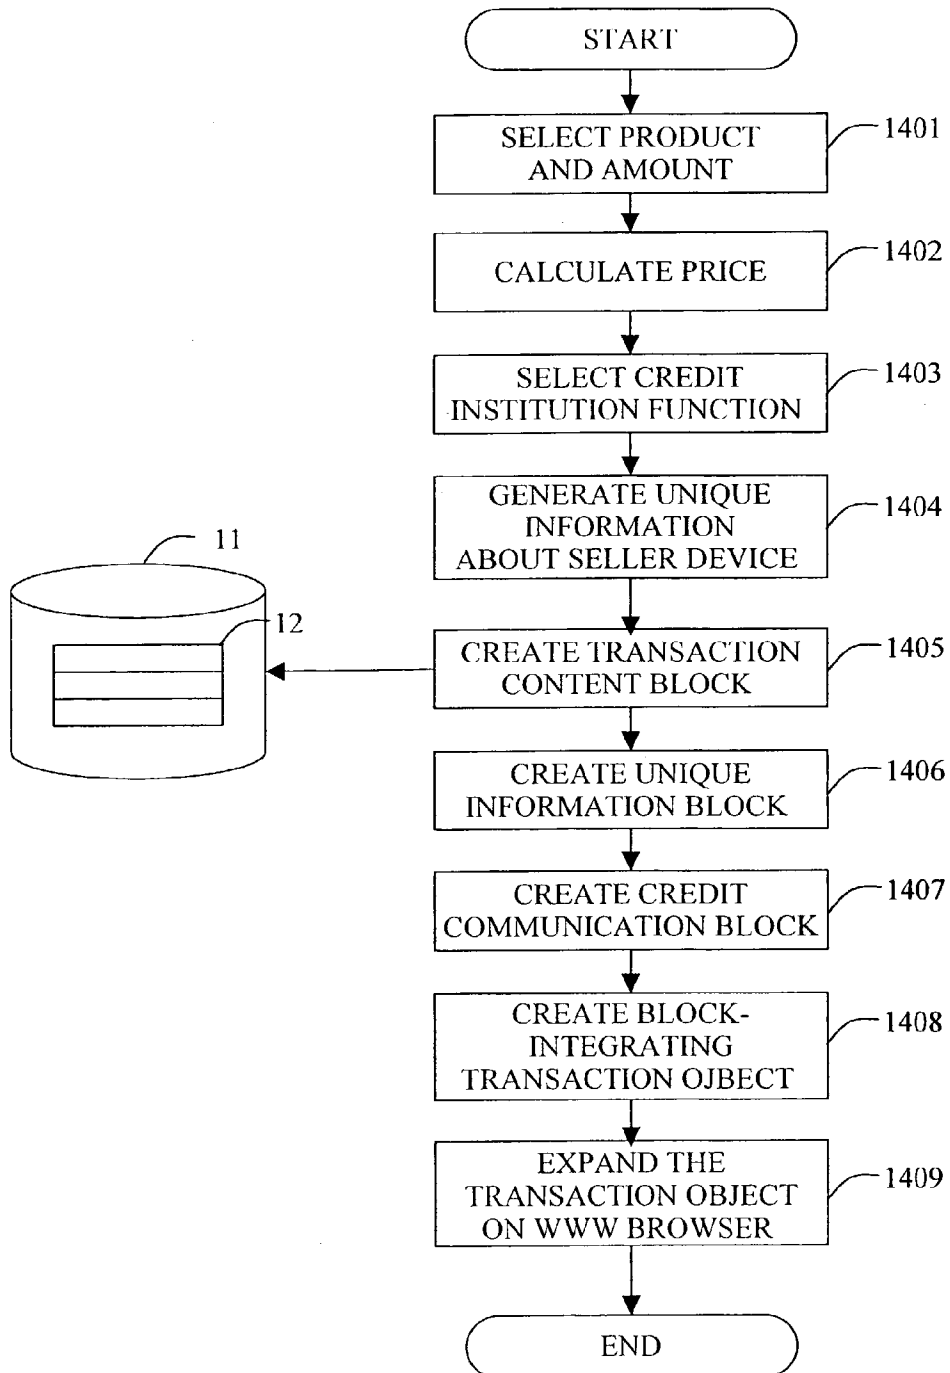 START
SELECT PRODUCT
AND AMOUNT
1401
CALCULATE PRICE
1402
SELECT CREDIT
INSTITUTION FUNCTION
1403
GENERATE UNIQUE
INFORMATION
ABOUT SELLER DEVICE
1404
11
12
CREATE TRANSACTION
CONTENT BLOCK
1405
CREATE UNIQUE
INFORMATION BLOCK
1406
CREATE CREDIT
COMMUNICATION BLOCK
1407
CREATE BLOCK-
INTEGRATING
TRANSACTION OJBECT
1408
EXPAND THE
TRANSACTION OBJECT
ON WWW BROWSER
1409
END